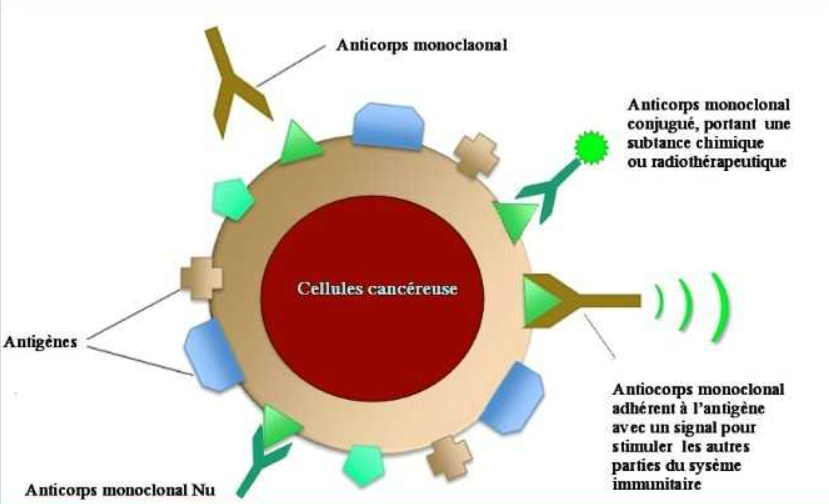 Anticorps monoclaonal
Anticorps monoclonal
conjugué, portant une
subtance chimique
ou radiothérapeutique
Cellules cancéreuse
Antigènes
Antiocorps monoclonal
adhérent à l'antigène
avec un signal pour
stimuler les autres
parties du sysème
immunitaire
Anticorps monoclonal Nu